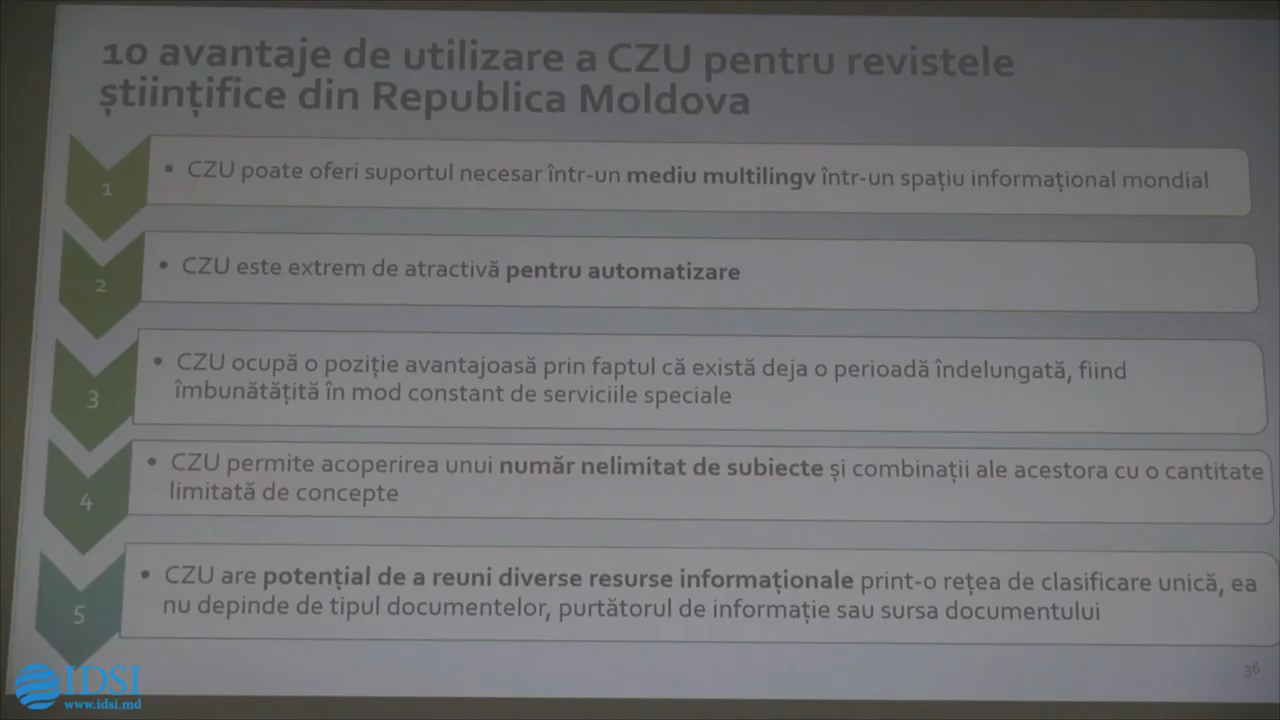 10 avantaje de utilizare a CZU pentru revistele
științifice din Republica Moldova
1
• CZU poate oferi suportul necesar într-un mediu multilingv într-un spațiu informațional mondial
2
• CZU este extrem de atractivă pentru automatizare
3
• CZU ocupă o poziție avantajoasă prin faptul că există deja o perioadă îndelungată, fiind
îmbunătățită în mod constant de serviciile speciale
4
• CZU permite acoperirea unui număr nelimitat de subiecte și combinații ale acestora cu o cantitate
limitată de concepte
5
• CZU are potențial de a reuni diverse resurse informaționale print-o rețea de clasificare unică, ea
nu depinde de tipul documentelor, purtătorul de informație sau sursa documentului
36
IDSI
www.idsi.md